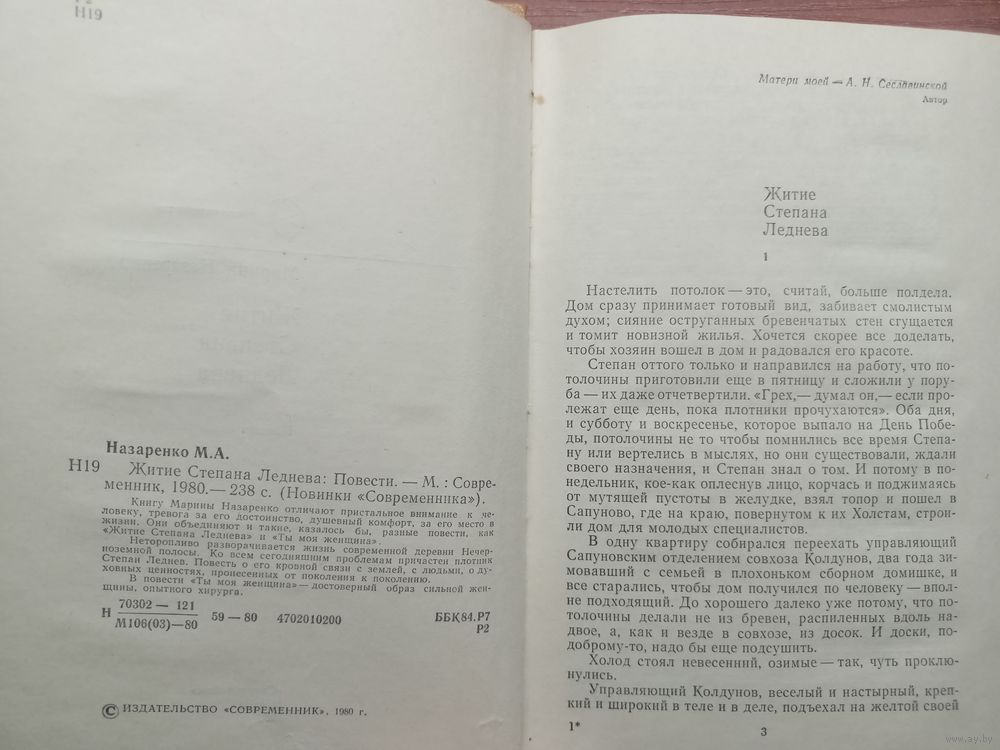 Р2
Н19
Назаренко М.А.
Н19 Житие Степана Леднева: Повести. — М. : Совре-
менник, 1980.— 238 с. (Новинки «Современника»).
Книгу Марины Назаренко отличают пристальное внимание к че-
ловеку, тревога за его достоинство, душевный комфорт, за его место в
жизни. Они объединяют и такие, казалось бы, разные повести, как
«Житие Степана Леднева» и «Ты моя женщина».
Неторопливо разворачивается жизнь современной деревни Нечер-
ноземной полосы. Ко всем сегодняшним проблемам причастен плотник
Степан Леднев. Повесть о его кровной связи с землей, с людьми, о ду-
ховных ценностях, пронесенных от поколения к поколению.
В повести «Ты моя женщина» — достоверный образ сильной жен-
щины, опытного хирурга.
Н 70302 — 121
М106(03)—80 59 — 80 4702010200 ББК84.Р7
Р2
© ИЗДАТЕЛЬСТВО «СОВРЕМЕННИК», 1980 г.
Матери моей — А. Н. Сеславинской
Автор
Житие
Степана
Леднева
1
Настелить потолок — это, считай, больше полдела.
Дом сразу принимает готовый вид, забивает смолистым
духом; сияние оструганных бревенчатых стен сгущается
и томит новизной жилья. Хочется скорее все доделать,
чтобы хозяин вошел в дом и радовался его красоте.
Степан оттого только и направился на работу, что по-
толочины приготовили еще в пятницу и сложили у пору-
ба — их даже отчетвертили. «Грех,— думал он,— если про-
лежат еще день, пока плотники прочухаются». Оба дня,
и субботу и воскресенье, которое выпало на День Побе-
ды, потолочины не то чтобы помнились все время Степа-
ну или вертелись в мыслях, но они существовали, ждали
своего назначения, и Степан знал о том. И потому в по-
недельник, кое-как оплеснув лицо, корчась и поджимаясь
от мутящей пустоты в желудке, взял топор и пошел в
Сапуново, где на краю, повернутом к их Холстам, строи-
ли дом для молодых специалистов.
В одну квартиру собирался переехать управляющий
Сапуновским отделением совхоза Колдунов, два года зи-
мовавший с семьей в плохоньком сборном домишке, и
все старались, чтобы дом получился по человеку — впол-
не подходящий. До хорошего далеко уже потому, что по-
толочины делали не из бревен, распиленных вдоль на-
двое, а, как и везде в совхозе, из досок. И доски, по-
доброму-то, надо бы еще подсушить.
Холод стоял невесенний, озимые — так, чуть проклю-
нулись.
Управляющий Колдунов, веселый и настырный, креп-
кий и широкий в теле и в деле, подъехал на желтой своей
1*
3
www.ay.by